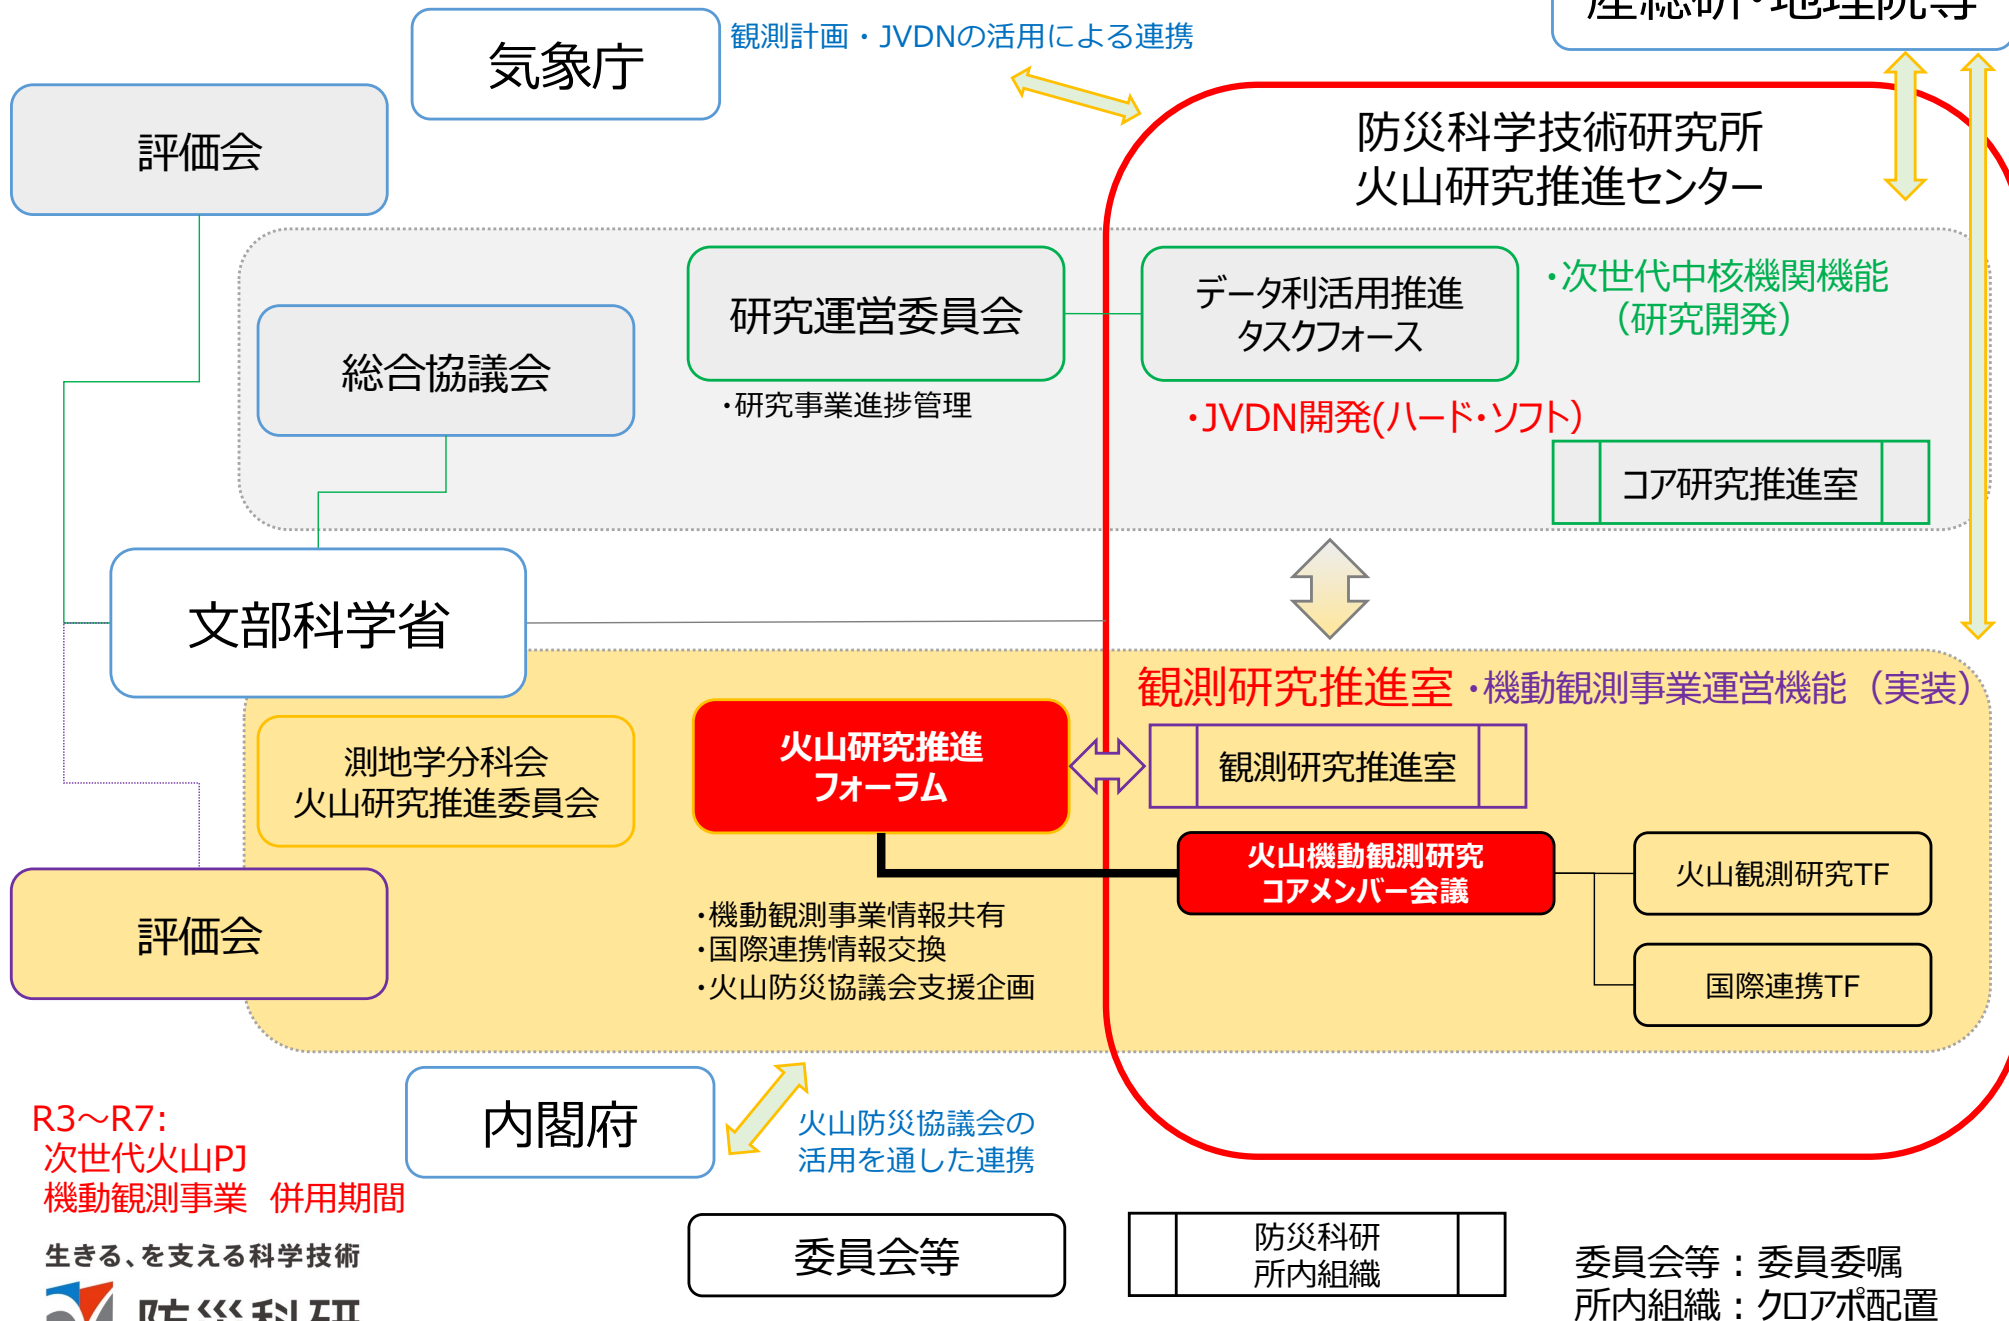 産総研・地理院等
気象庁
観測計画・JVDNの活用による連携
評価会
防災科学技術研究所
火山研究推進センター
研究運営委員会
・研究事業進捗管理
データ利活用推進
タスクフォース
・次世代中核機関機能
（研究開発）
総合協議会
・JVDN開発(ハード・ソフト）
コア研究推進室
文部科学省
観測研究推進室
・機動観測事業運営機能（実装）
測地学分科会
火山研究推進委員会
火山研究推進
フォーラム
観測研究推進室
火山機動観測研究
コアメンバー会議
火山観測研究TF
評価会
・機動観測事業情報共有
・国際連携情報交換
・火山防災協議会支援企画
国際連携TF
内閣府
火山防災協議会の
活用を通した連携
R3～R7:
次世代火山PJ
機動観測事業　併用期間
生きる、を支える科学技術
防災科研
委員会等
防災科研
所内組織
委員会等：委員委嘱
所内組織：クロアポ配置